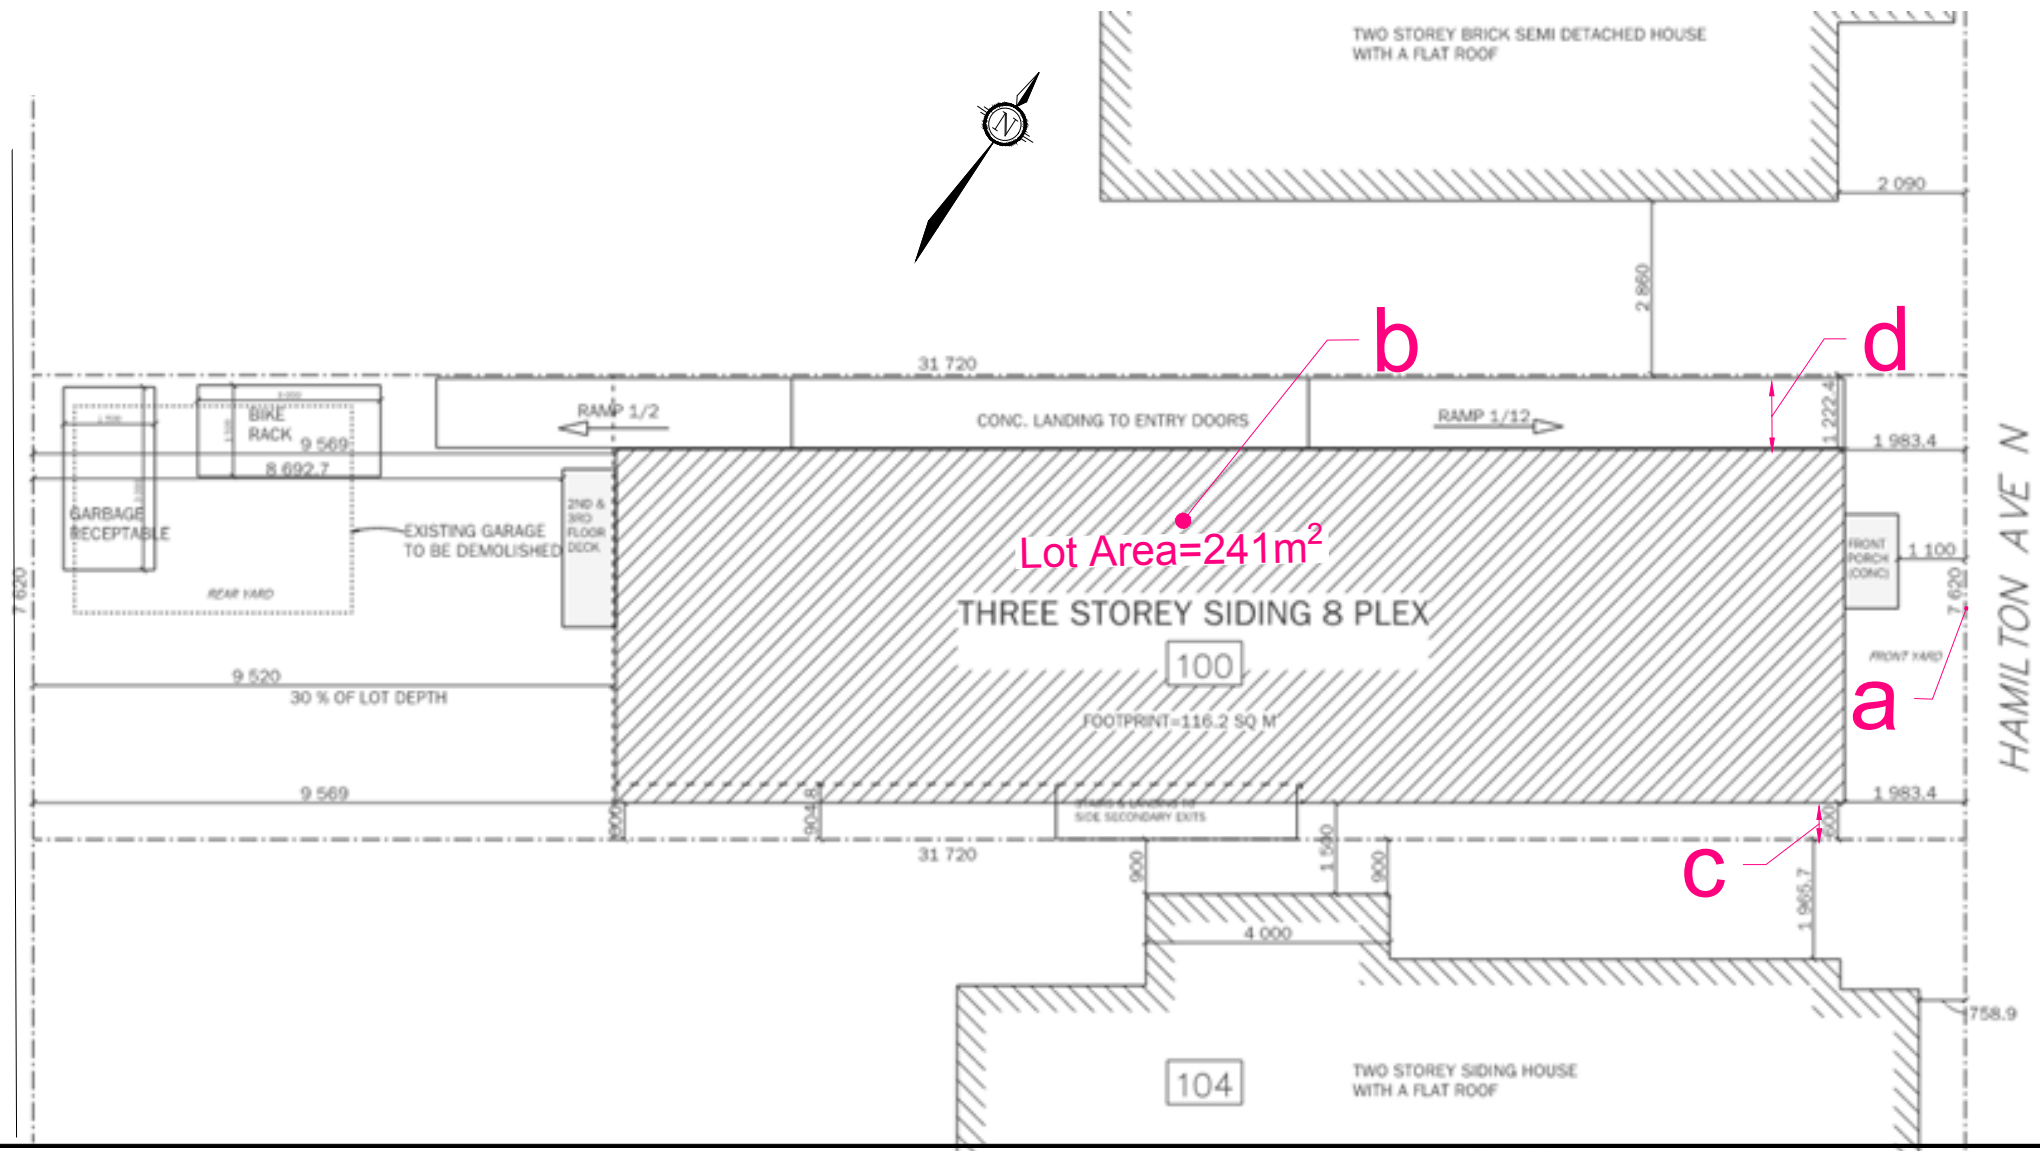 TWO STOREY BRICK SEMI DETACHED HOUSE
WITH A FLAT ROOF
N
2 090
2 860
b
d
31 720
1 222.4
RAMP 1/2
CONC. LANDING TO ENTRY DOORS
RAMP 1/12
BIKE
RACK
9 569
8 692.7
1 983.4
GARBAGE
RECEPTABLE
EXISTING GARAGE
TO BE DEMOLISHED
2ND &
3RD
FLOOR
DECK
Lot Area=241m²
FRONT
PORCH
(CONC)
1 100
7 620
REAR YARD
7 620
THREE STOREY SIDING 8 PLEX
100
FRONT YARD
HAMILTON AVE N
9 520
30 % OF LOT DEPTH
a
FOOTPRINT=116.2 SQ M
9 569
1 983.4
600
904.8
STAIRS & LANDING TO
SIDE SECONDARY EXITS
600
31 720
900
1 500
900
c
1 965.7
4 000
758.9
104
TWO STOREY SIDING HOUSE
WITH A FLAT ROOF